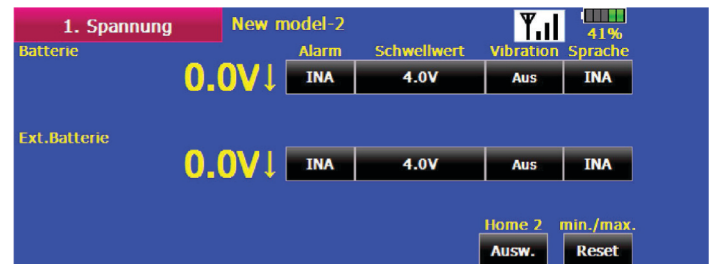 1. Spannung New model-2 41%
Batterie Alarm Schwellwert Vibration Sprache
0.0V↓ INA 4.0V Aus INA
Ext.Batterie
0.0V↓ INA 4.0V Aus INA
Home 2 min./max.
Ausw. Reset